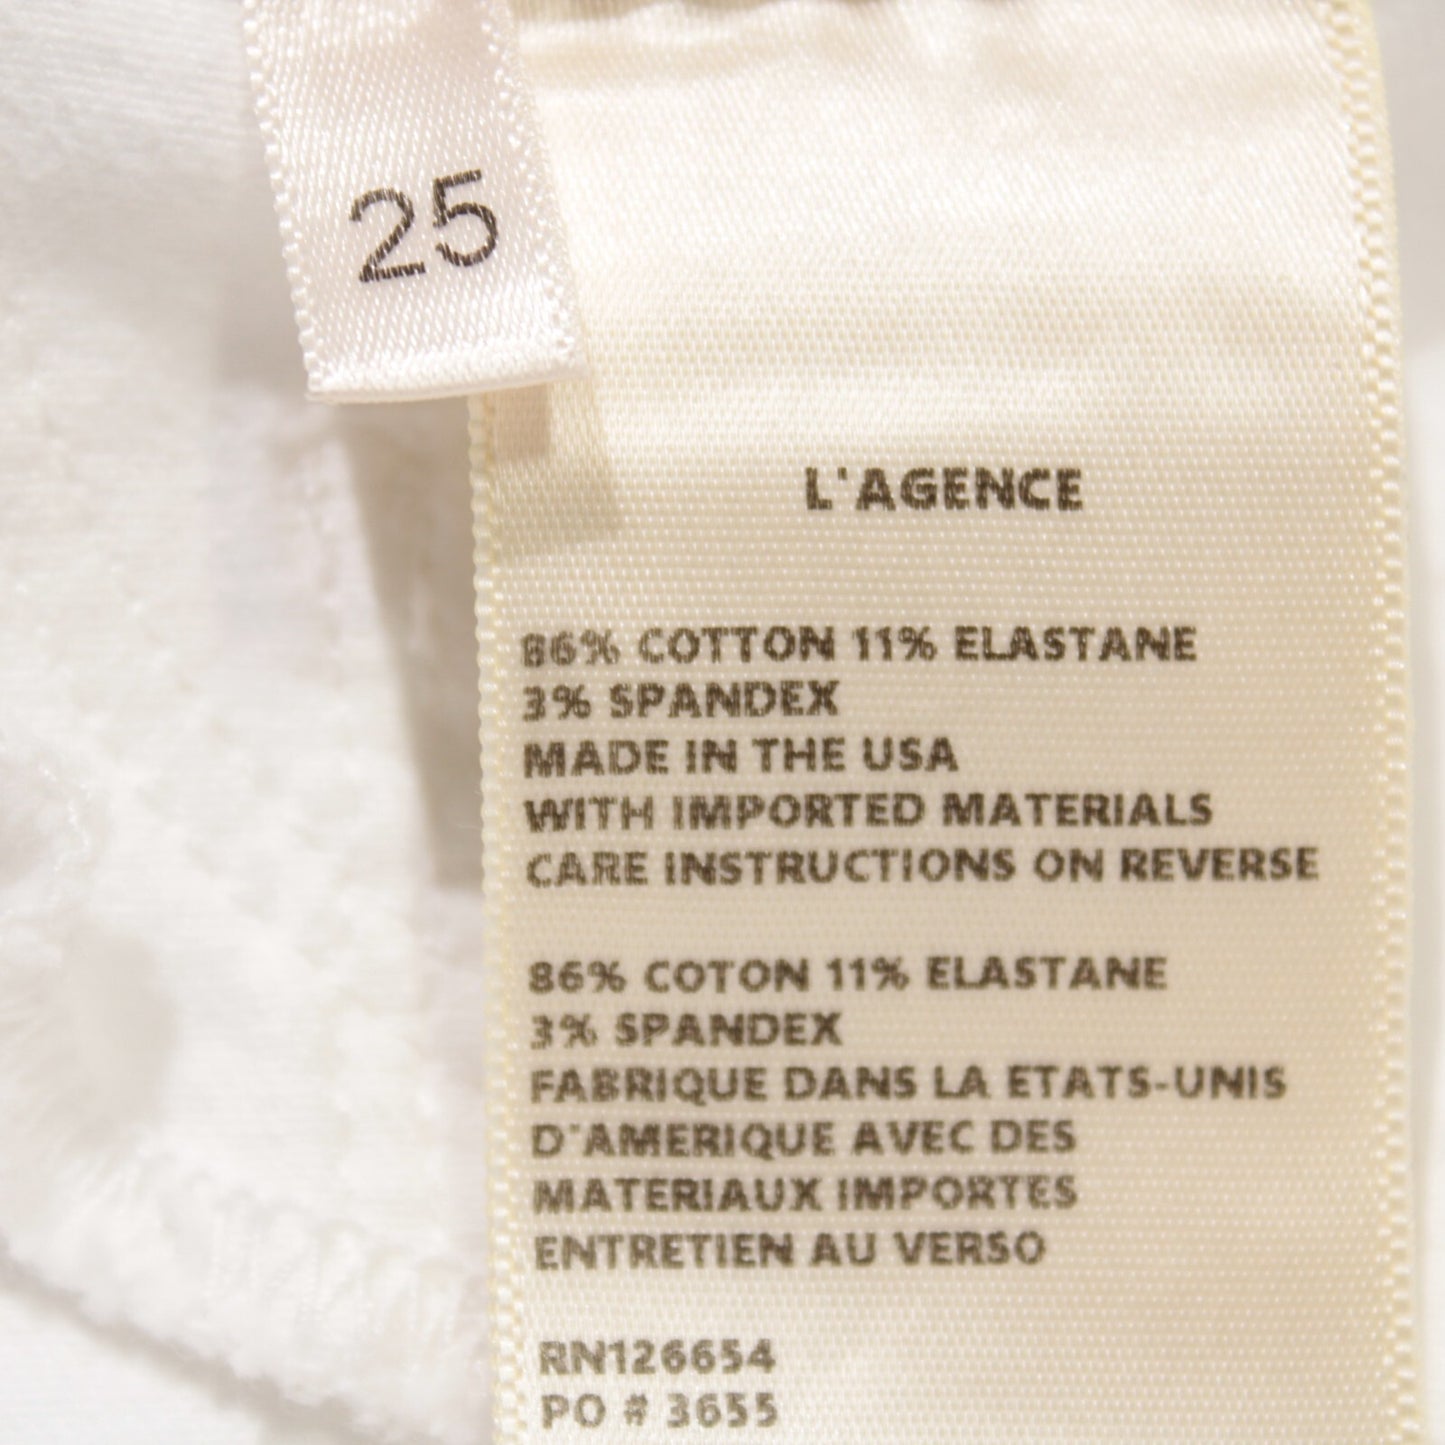 25
L'AGENCE
86% COTTON 11% ELASTANE
3% SPANDEX
MADE IN THE USA
WITH IMPORTED MATERIALS
CARE INSTRUCTIONS ON REVERSE
86% COTON 11% ELASTANE
3% SPANDEX
FABRIQUE DANS LA ETATS-UNIS
D'AMERIQUE AVEC DES
MATERIAUX IMPORTES
ENTRETIEN AU VERSO
RN126654
PO # 3655